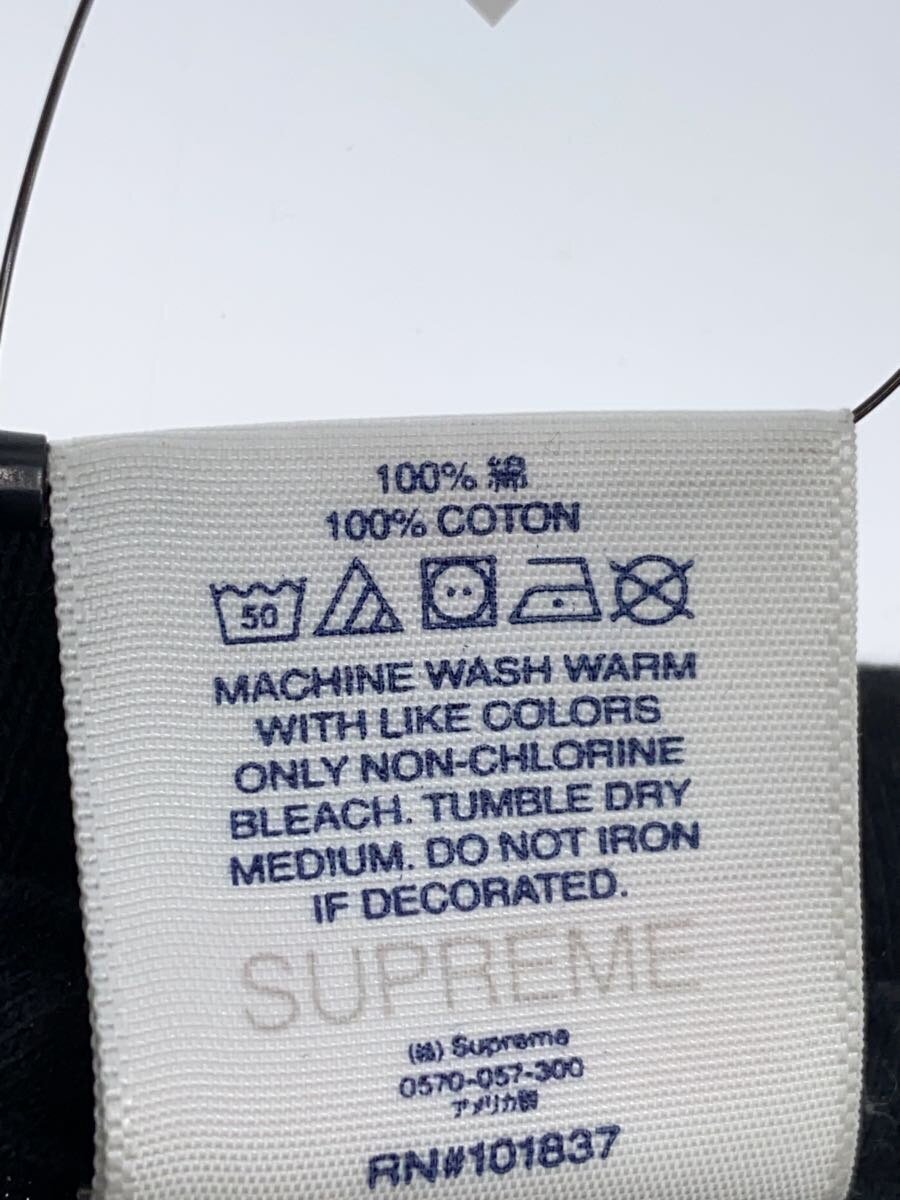 100% 綿
100% COTON
50
MACHINE WASH WARM
WITH LIKE COLORS
ONLY NON-CHLORINE
BLEACH. TUMBLE DRY
MEDIUM. DO NOT IRON
IF DECORATED.
SUPREME
(株) Supreme
0570-057-300
アメリカ製
RN#101837